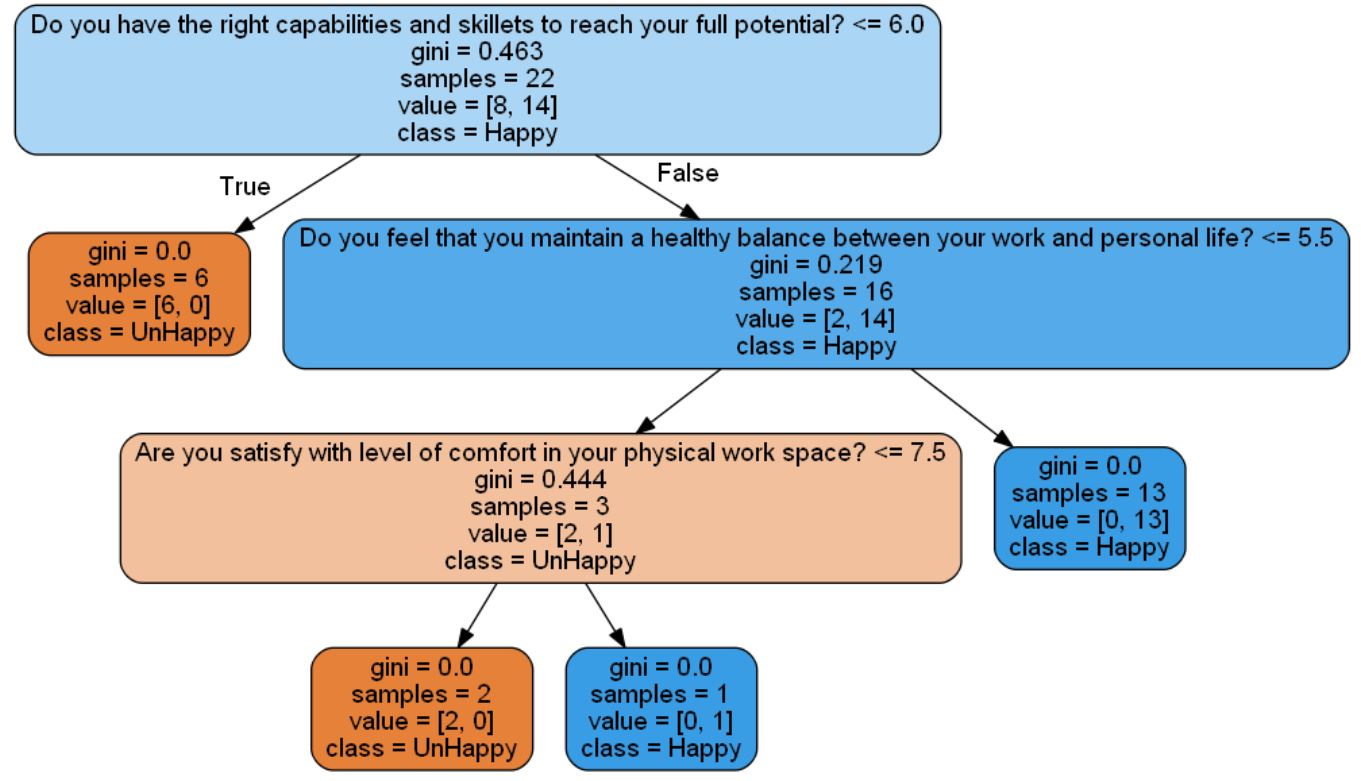 Do you have the right capabilities and skillets to reach your full potential? <= 6.0
gini = 0.463
samples = 22
value = [8, 14]
class = Happy
True
False
gini = 0.0
samples = 6
value = [6, 0]
class = UnHappy
Do you feel that you maintain a healthy balance between your work and personal life? <= 5.5
gini = 0.219
samples = 16
value = [2, 14]
class = Happy
Are you satisfy with level of comfort in your physical work space? <= 7.5
gini = 0.444
samples = 3
value = [2, 1]
class = UnHappy
gini = 0.0
samples = 13
value = [0, 13]
class = Happy
gini = 0.0
samples = 2
value = [2, 0]
class = UnHappy
gini = 0.0
samples = 1
value = [0, 1]
class = Happy